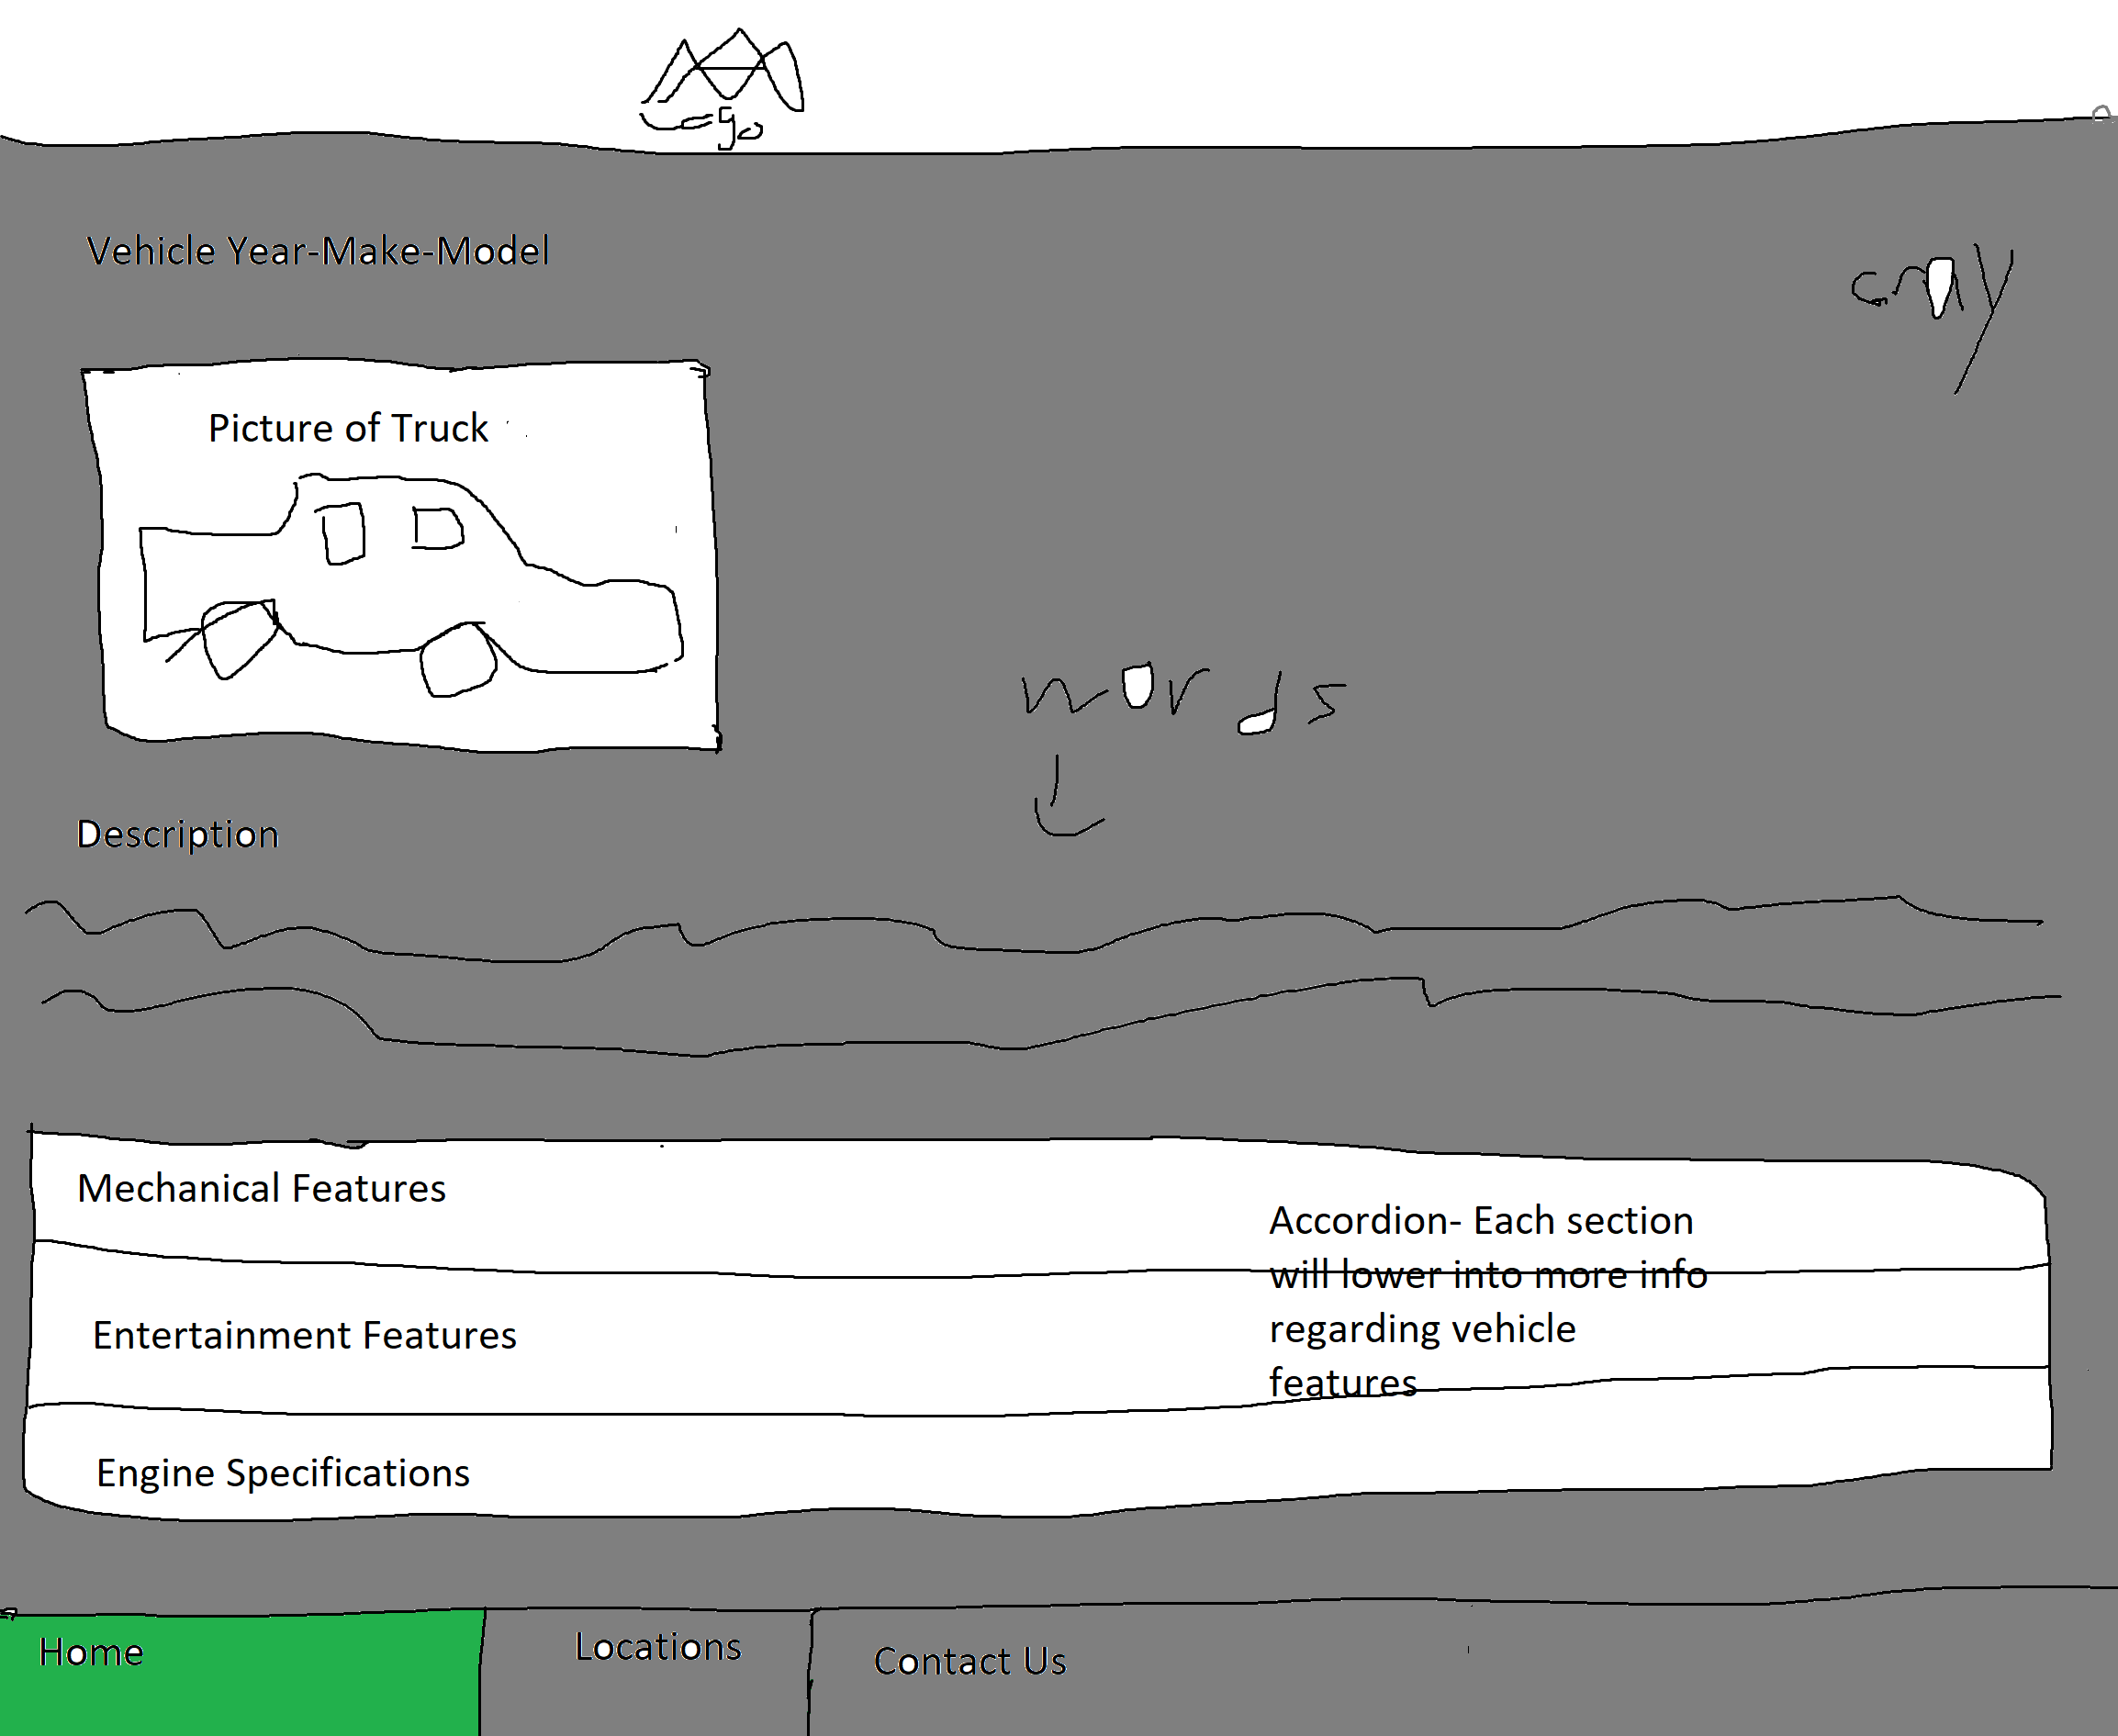 Logo
Vehicle Year-Make-Model
Picture of Truck
words
Description
Mechanical Features
Accordion- Each section
will lower into more info
regarding vehicle
features
Entertainment Features
Engine Specifications
Home
Locations
Contact Us